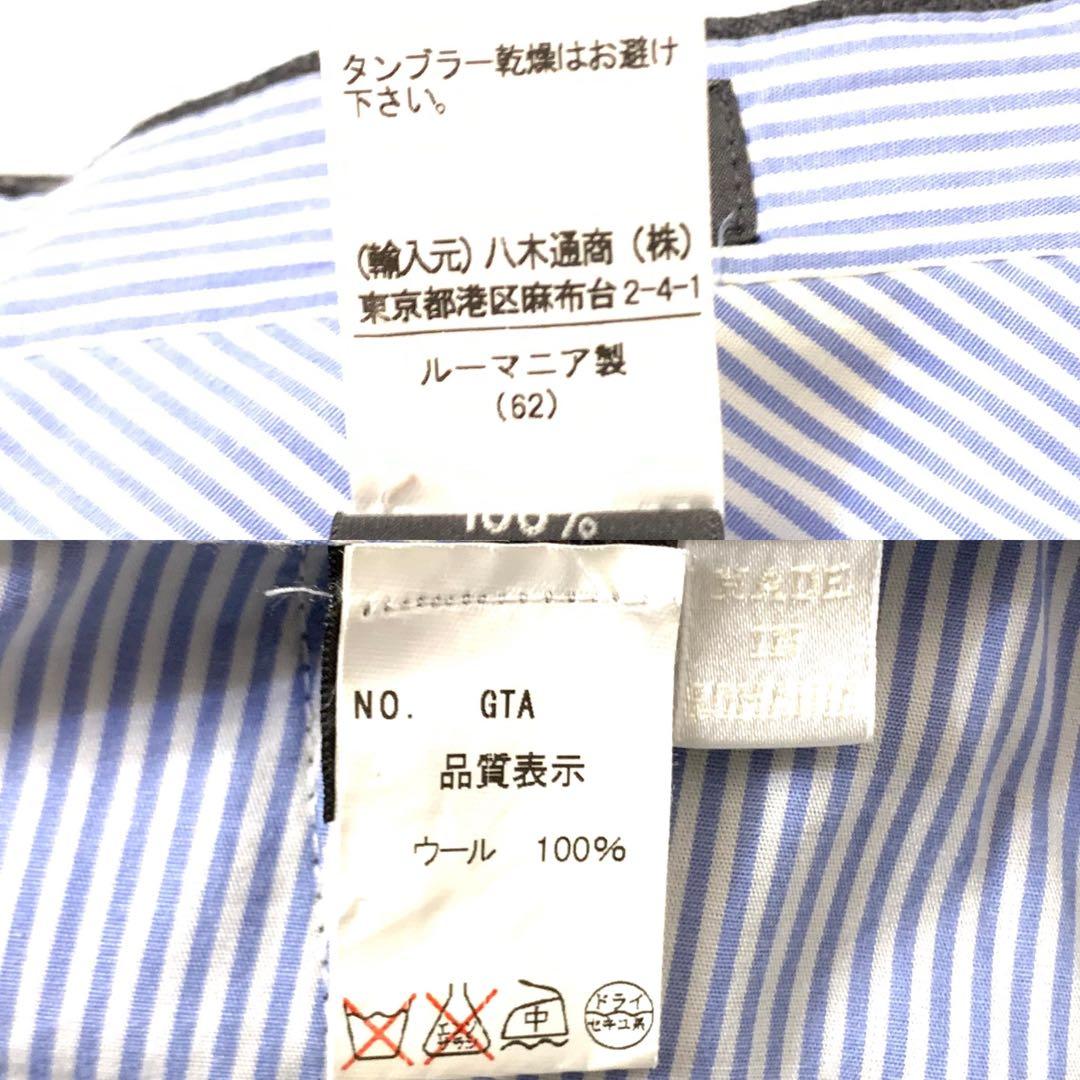 タンブラー乾燥はお避け
下さい。
(輸入元) 八木通商 (株)
東京都港区麻布台2-4-1
ルーマニア製
(62)
100%
MADE
IN
NO. GTA
品質表示
ウール 100%
中
ドライ
セキユ系